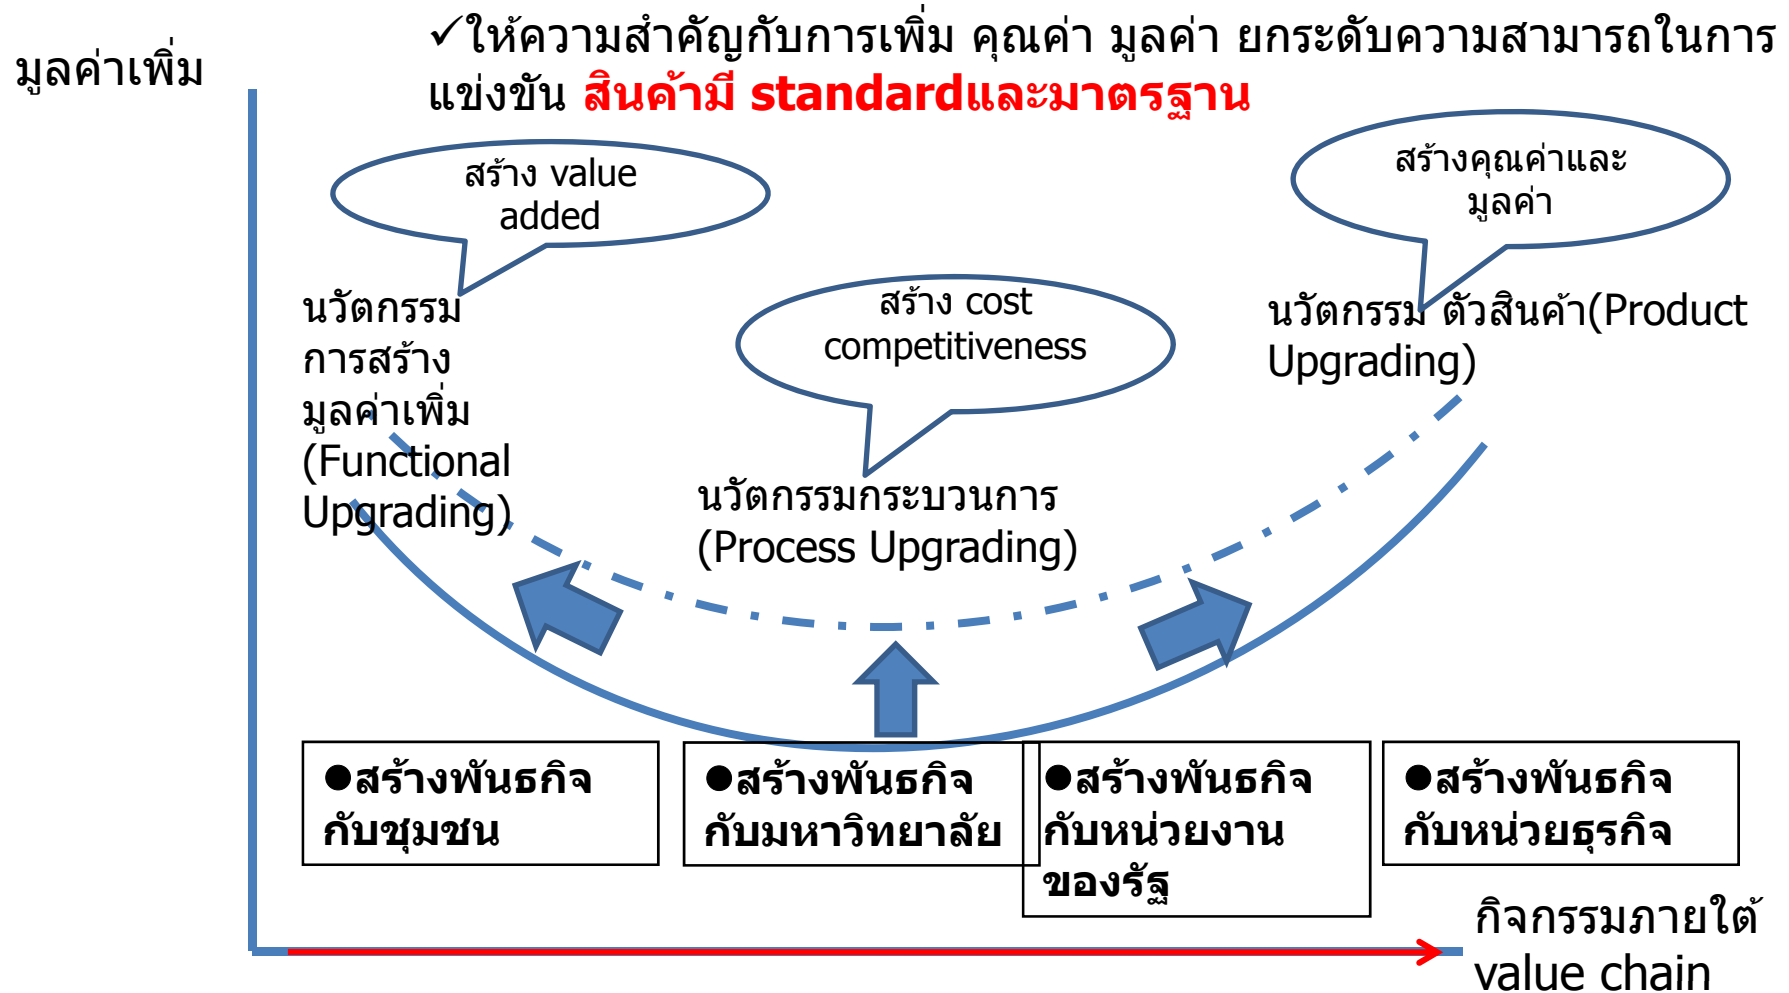 ✓ให้ความสำคัญกับการเพิ่ม คุณค่า มูลค่า ยกระดับความสามารถในการ
แข่งขัน สินค้ามี standardและมาตรฐาน
มูลค่าเพิ่ม
สร้าง value
added
สร้างคุณค่าและ
มูลค่า
สร้าง cost
competitiveness
นวัตกรรม
การสร้าง
มูลค่าเพิ่ม
(Functional
Upgrading)
นวัตกรรม ตัวสินค้า(Product
Upgrading)
นวัตกรรมกระบวนการ
(Process Upgrading)
●สร้างพันธกิจ
กับชุมชน
●สร้างพันธกิจ
กับมหาวิทยาลัย
●สร้างพันธกิจ
กับหน่วยงาน
ของรัฐ
●สร้างพันธกิจ
กับหน่วยธุรกิจ
กิจกรรมภายใต้
value chain